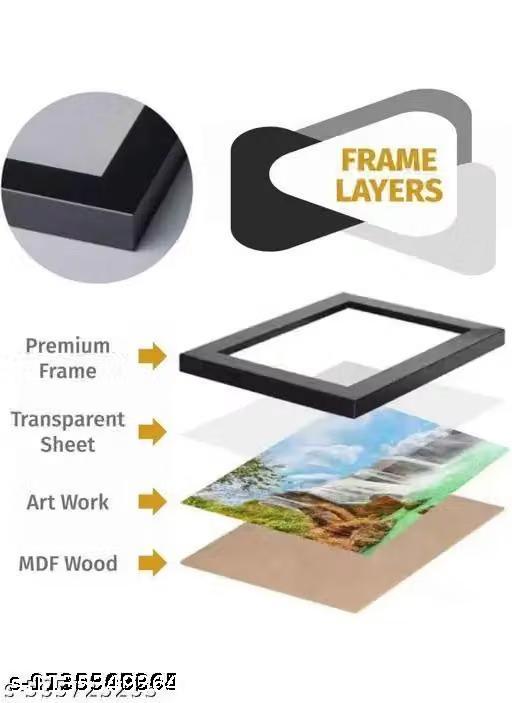 FRAME
LAYERS
Premium
Frame
Transparent
Sheet
Art Work
MDF Wood